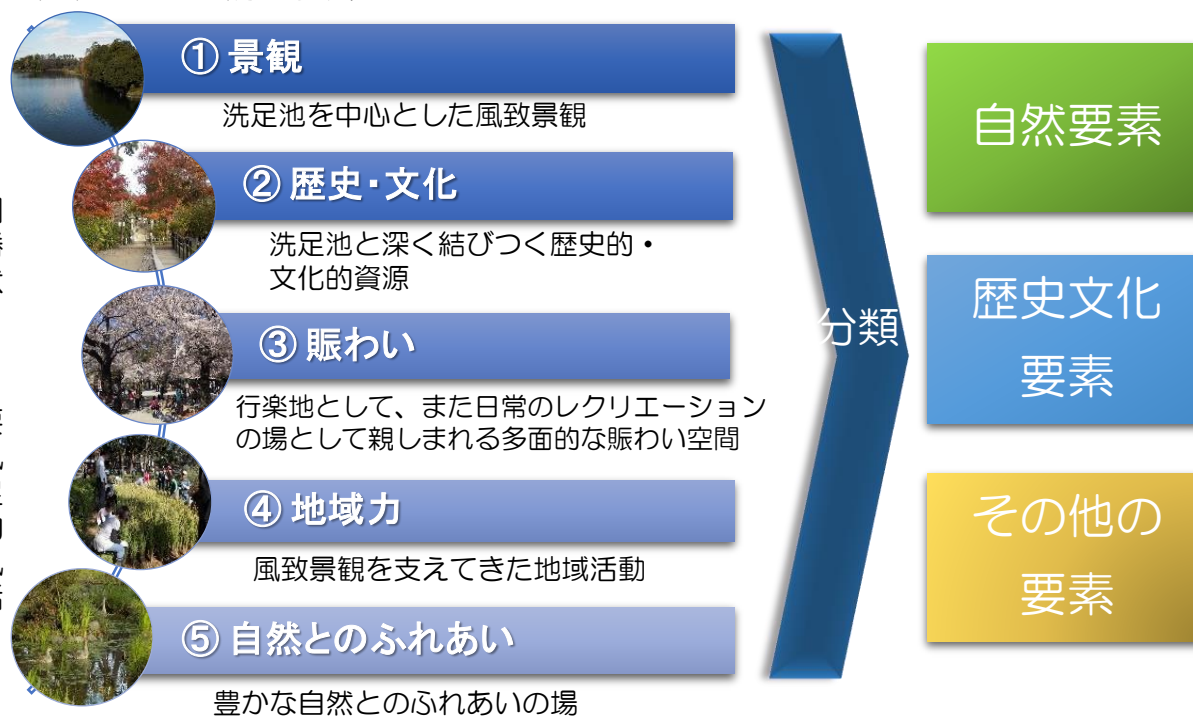 ① 景観
洗足池を中心とした風致景観
② 歴史・文化
洗足池と深く結びつく歴史的・
文化的資源
③ 賑わい
行楽地として、また日常のレクリエーション
の場として親しまれる多面的な賑わい空間
④ 地域力
風致景観を支えてきた地域活動
⑤ 自然とのふれあい
豊かな自然とのふれあいの場
分類
自然要素
歴史文化
要素
その他の
要素